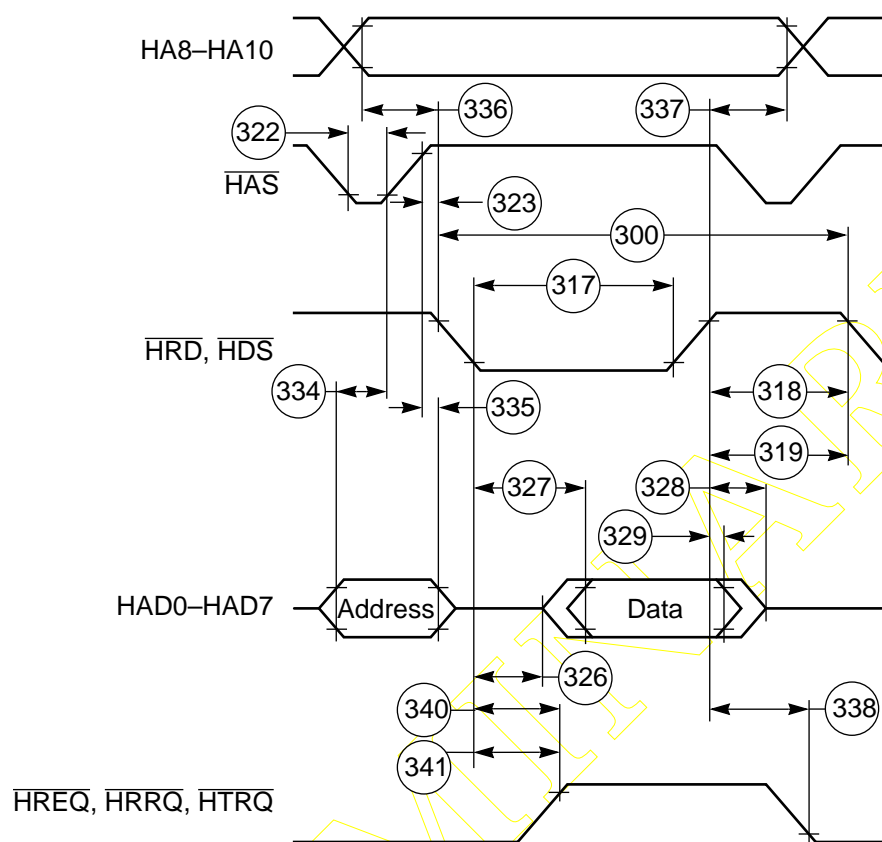 HA8–HA10
336
337
322
HAS
323
300
317
HRD, HDS
334
335
318
319
327
328
329
HAD0–HAD7
Address
Data
326
340
338
341
HREQ, HRRQ, HTRQ